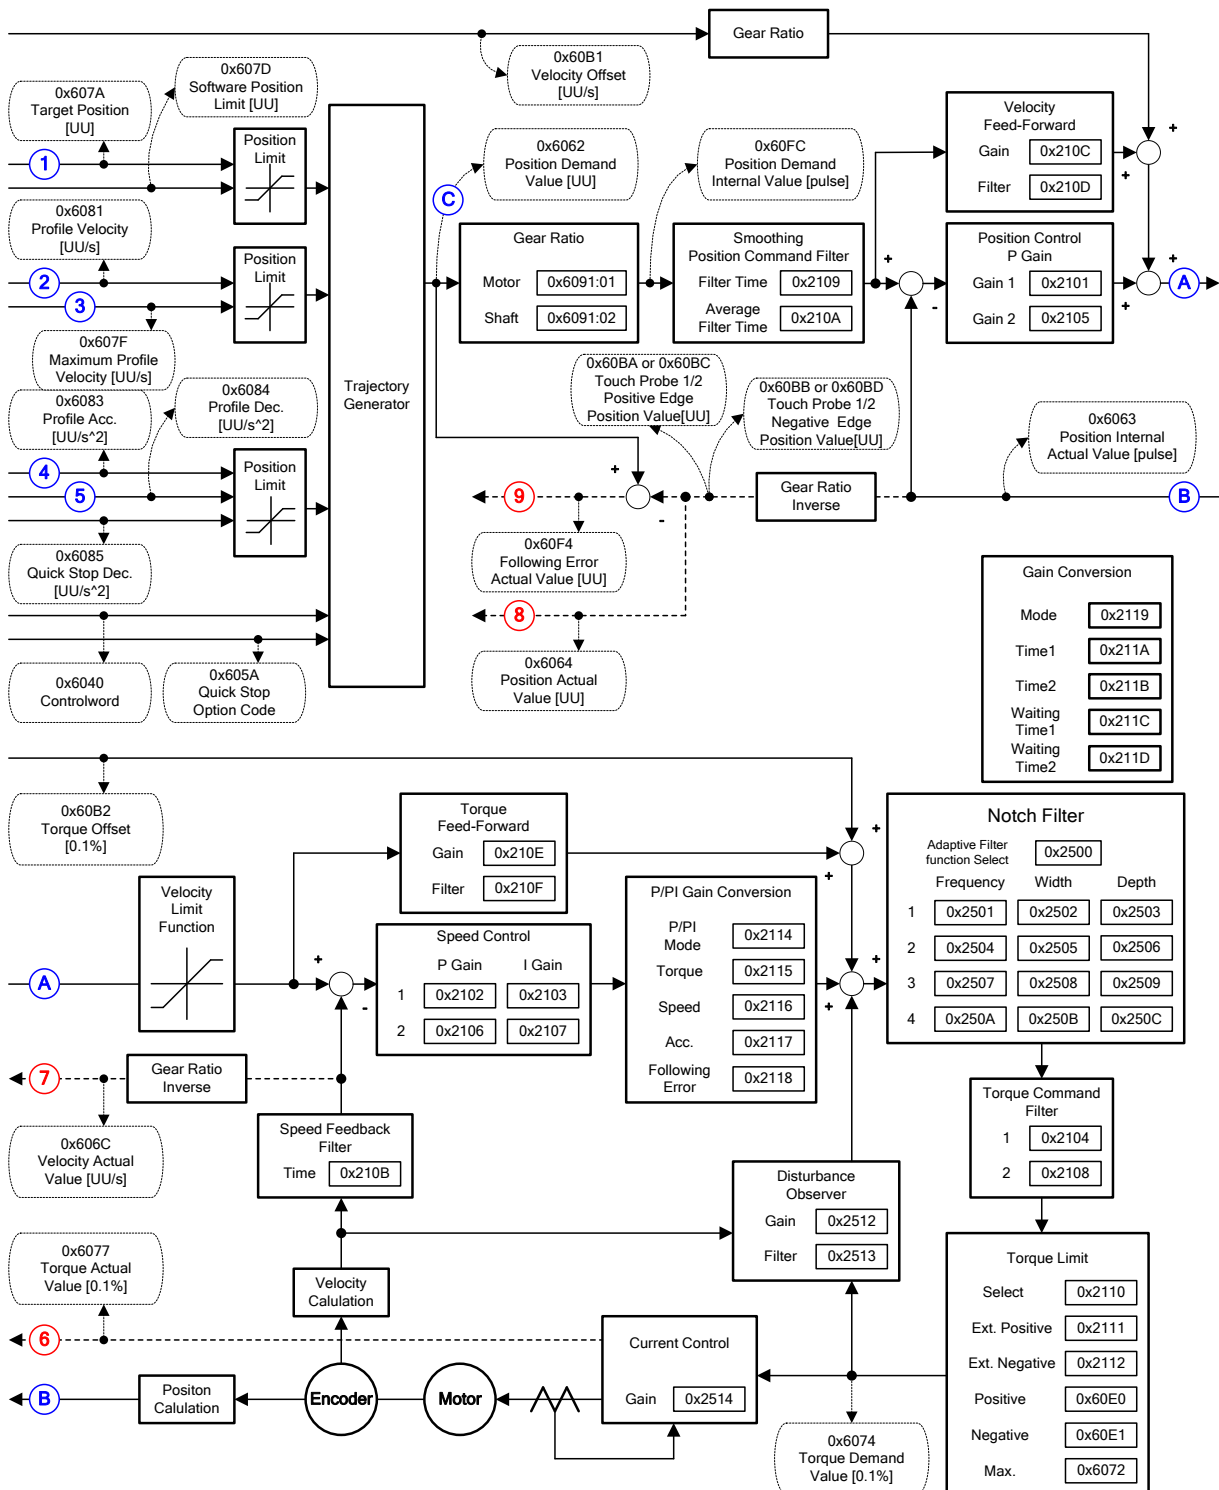 Gear Ratio
0x60B1
Velocity Offset
[UU/s]
0x607D
Software Position
Limit [UU]
0x607A
Target Position
[UU]
Position
Limit
1
0x6081
Profile Velocity
[UU/s]
Position
Limit
2
3
0x607F
Maximum Profile
Velocity [UU/s]
0x6083
Profile Acc.
[UU/s^2]
0x6084
Profile Dec.
[UU/s^2]
Position
Limit
4
5
0x6085
Quick Stop Dec.
[UU/s^2]
0x6040
Controlword
0x605A
Quick Stop
Option Code
Trajectory
Generator
C
0x6062
Position Demand
Value [UU]
0x60FC
Position Demand
Internal Value [pulse]
Gear Ratio
Motor 0x6091:01
Shaft 0x6091:02
Smoothing
Position Command Filter
Filter Time 0x2109
Average
Filter Time 0x210A
Velocity
Feed-Forward
Gain 0x210C
Filter 0x210D
+
+
Position Control
P Gain
Gain 1 0x2101
Gain 2 0x2105
+
-
+
+
A
0x60BA or 0x60BC
Touch Probe 1/2
Positive Edge
Position Value[UU]
0x60BB or 0x60BD
Touch Probe 1/2
Negative Edge
Position Value[UU]
0x6063
Position Internal
Actual Value [pulse]
Gear Ratio
Inverse
B
+
-
9
0x60F4
Following Error
Actual Value [UU]
8
0x6064
Position Actual
Value [UU]
Gain Conversion
Mode 0x2119
Time1 0x211A
Time2 0x211B
Waiting
Time1 0x211C
Waiting
Time2 0x211D
0x60B2
Torque Offset
[0.1%]
Torque
Feed-Forward
Gain 0x210E
Filter 0x210F
+
+
Velocity
Limit
Function
A
+
-
Speed Control
P Gain I Gain
1 0x2102 0x2103
2 0x2106 0x2107
P/PI Gain Conversion
P/PI
Mode 0x2114
Torque 0x2115
Speed 0x2116
Acc. 0x2117
Following
Error 0x2118
+
+
Notch Filter
Adaptive Filter
function Select 0x2500
Frequency Width Depth
1 0x2501 0x2502 0x2503
2 0x2504 0x2505 0x2506
3 0x2507 0x2508 0x2509
4 0x250A 0x250B 0x250C
7
Gear Ratio
Inverse
0x606C
Velocity Actual
Value [UU/s]
Speed Feedback
Filter
Time 0x210B
Torque Command
Filter
1 0x2104
2 0x2108
Disturbance
Observer
Gain 0x2512
Filter 0x2513
0x6077
Torque Actual
Value [0.1%]
Velocity
Calulation
6
B
Positon
Calulation
Encoder
Motor
Current Control
Gain 0x2514
0x6074
Torque Demand
Value [0.1%]
Torque Limit
Select 0x2110
Ext. Positive 0x2111
Ext. Negative 0x2112
Positive 0x60E0
Negative 0x60E1
Max. 0x6072